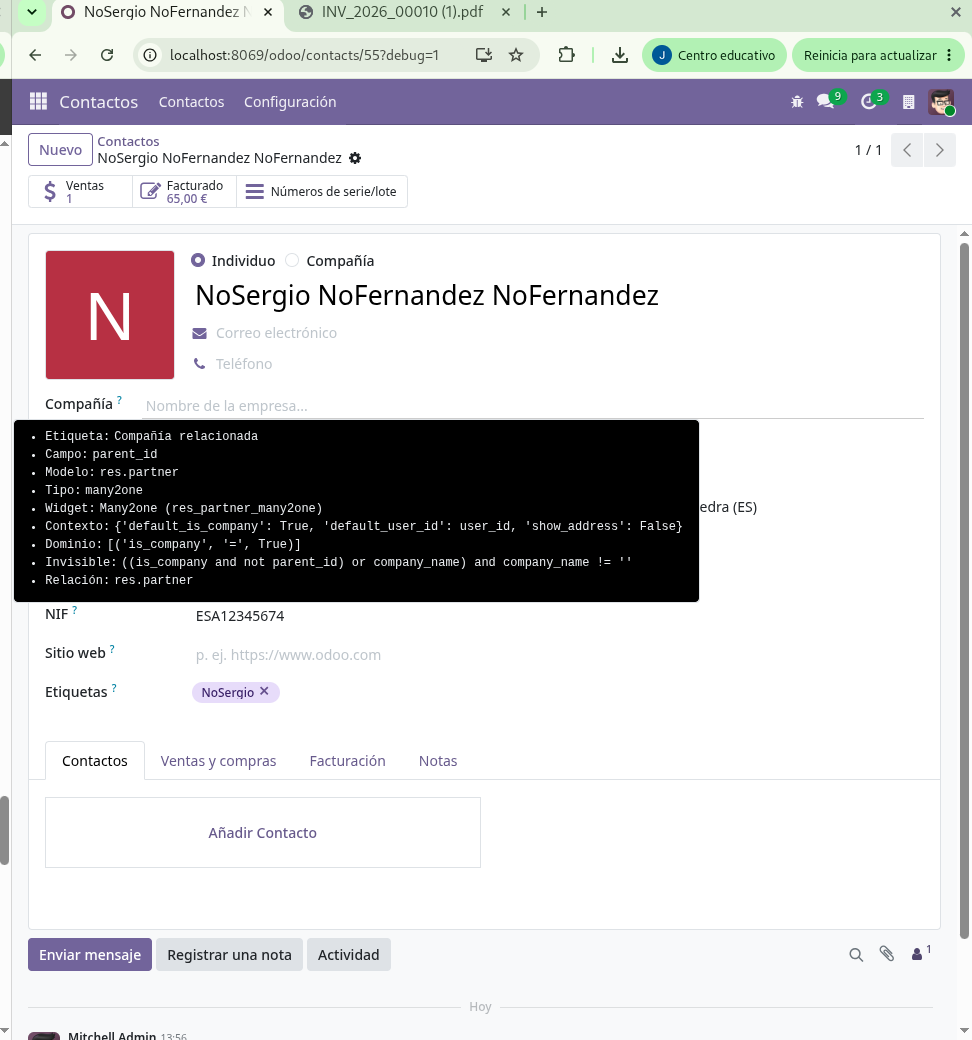 NoSergio NoFernandez N
INV_2026_00010 (1).pdf
localhost:8069/odoo/contacts/55?debug=1
J
Centro educativo
Reinicia para actualizar
Contactos
Contactos
Configuración
9
3
Nuevo
Contactos
NoSergio NoFernandez NoFernandez
1 / 1
Ventas
1
Facturado
65,00 €
Números de serie/lote
N
Individuo
Compañía
NoSergio NoFernandez NoFernandez
Correo electrónico
Teléfono
Compañía ?
Nombre de la empresa...
• Etiqueta: Compañía relacionada
• Campo: parent_id
• Modelo: res.partner
• Tipo: many2one
• Widget: Many2one (res_partner_many2one)
• Contexto: {'default_is_company': True, 'default_user_id': user_id, 'show_address': False}
• Dominio: [('is_company', '=', True)]
• Invisible: ((is_company and not parent_id) or company_name) and company_name != ''
• Relación: res.partner
edra (ES)
NIF ?
ESA12345674
Sitio web ?
p. ej. https://www.odoo.com
Etiquetas ?
NoSergio
Contactos
Ventas y compras
Facturación
Notas
Añadir Contacto
Enviar mensaje
Registrar una nota
Actividad
1
Hoy
Mitchell Admin 13:56